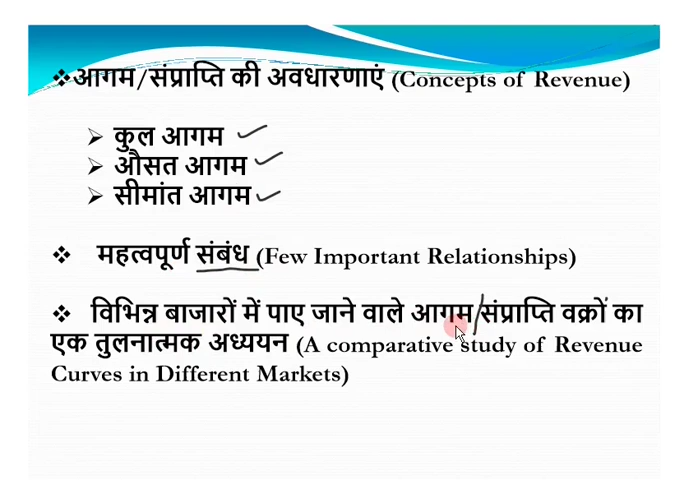 ❖आगम/संप्राप्ति की अवधारणाएं (Concepts of Revenue)
➢ कुल आगम
➢ औसत आगम
➢ सीमांत आगम
❖ महत्वपूर्ण संबंध (Few Important Relationships)
❖ विभिन्न बाजारों में पाए जाने वाले आगम/संप्राप्ति वक्रों का
एक तुलनात्मक अध्ययन (A comparative study of Revenue
Curves in Different Markets)